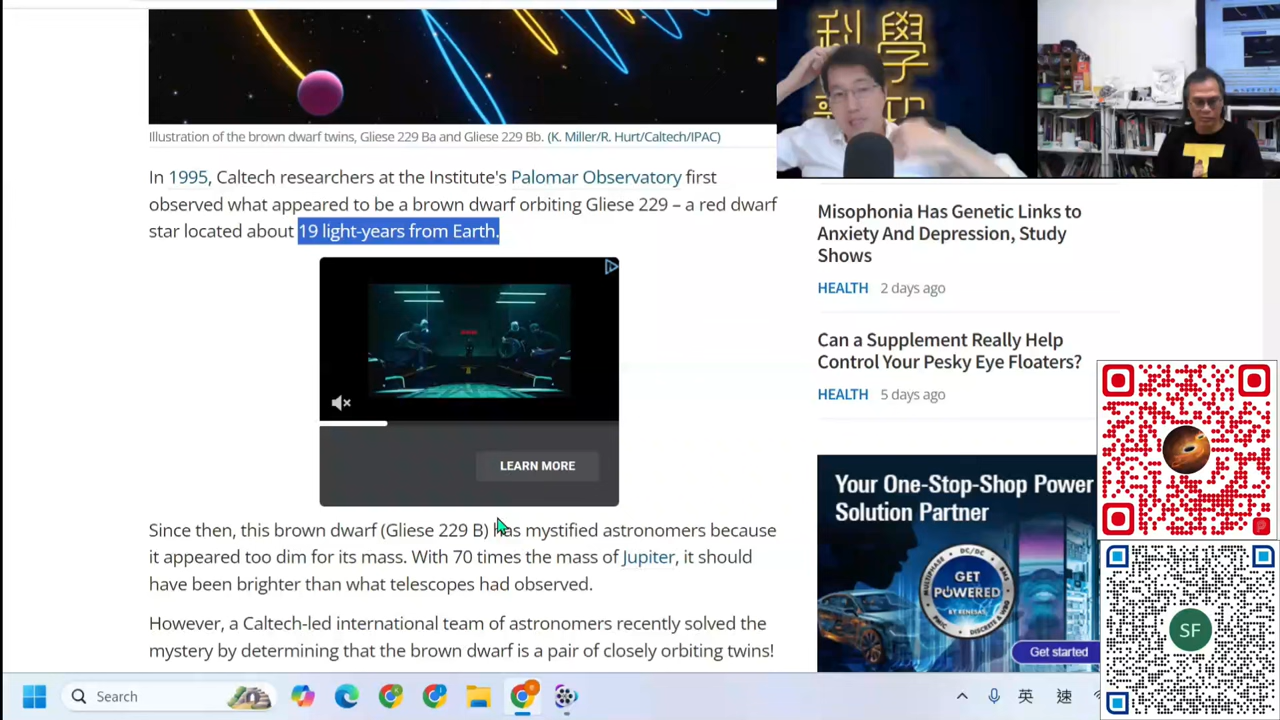 Illustration of the brown dwarf twins, Gliese 229 Ba and Gliese 229 Bb. (K. Miller/R. Hurt/Caltech/IPAC)
In 1995, Caltech researchers at the Institute's Palomar Observatory first
observed what appeared to be a brown dwarf orbiting Gliese 229 – a red dwarf
star located about 19 light-years from Earth.
LEARN MORE
Since then, this brown dwarf (Gliese 229 B) has mystified astronomers because
it appeared too dim for its mass. With 70 times the mass of Jupiter, it should
have been brighter than what telescopes had observed.
However, a Caltech-led international team of astronomers recently solved the
mystery by determining that the brown dwarf is a pair of closely orbiting twins!
科學
Misophonia Has Genetic Links to
Anxiety And Depression, Study
Shows
HEALTH 2 days ago
Can a Supplement Really Help
Control Your Pesky Eye Floaters?
HEALTH 5 days ago
Your One-Stop-Shop Power
Solution Partner
GET
POWERED
BY RENESAS
Get started
SF
Search
英
速